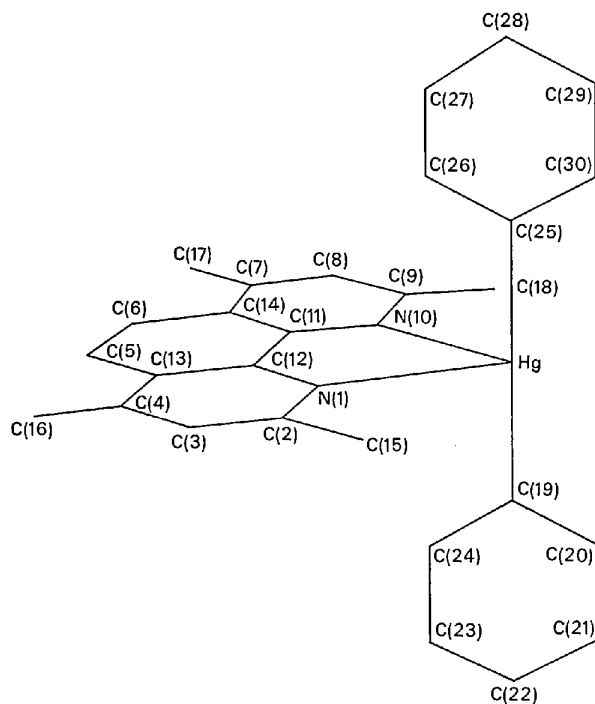 C(28)
C(27)
C(29)
C(26)
C(30)
C(25)
C(17)
C(7)
C(8)
C(9)
C(18)
C(6)
C(14)
C(11)
N(10)
C(5)
C(13)
C(12)
Hg
N(1)
C(4)
C(16)
C(3)
C(2)
C(15)
C(19)
C(24)
C(20)
C(23)
C(21)
C(22)